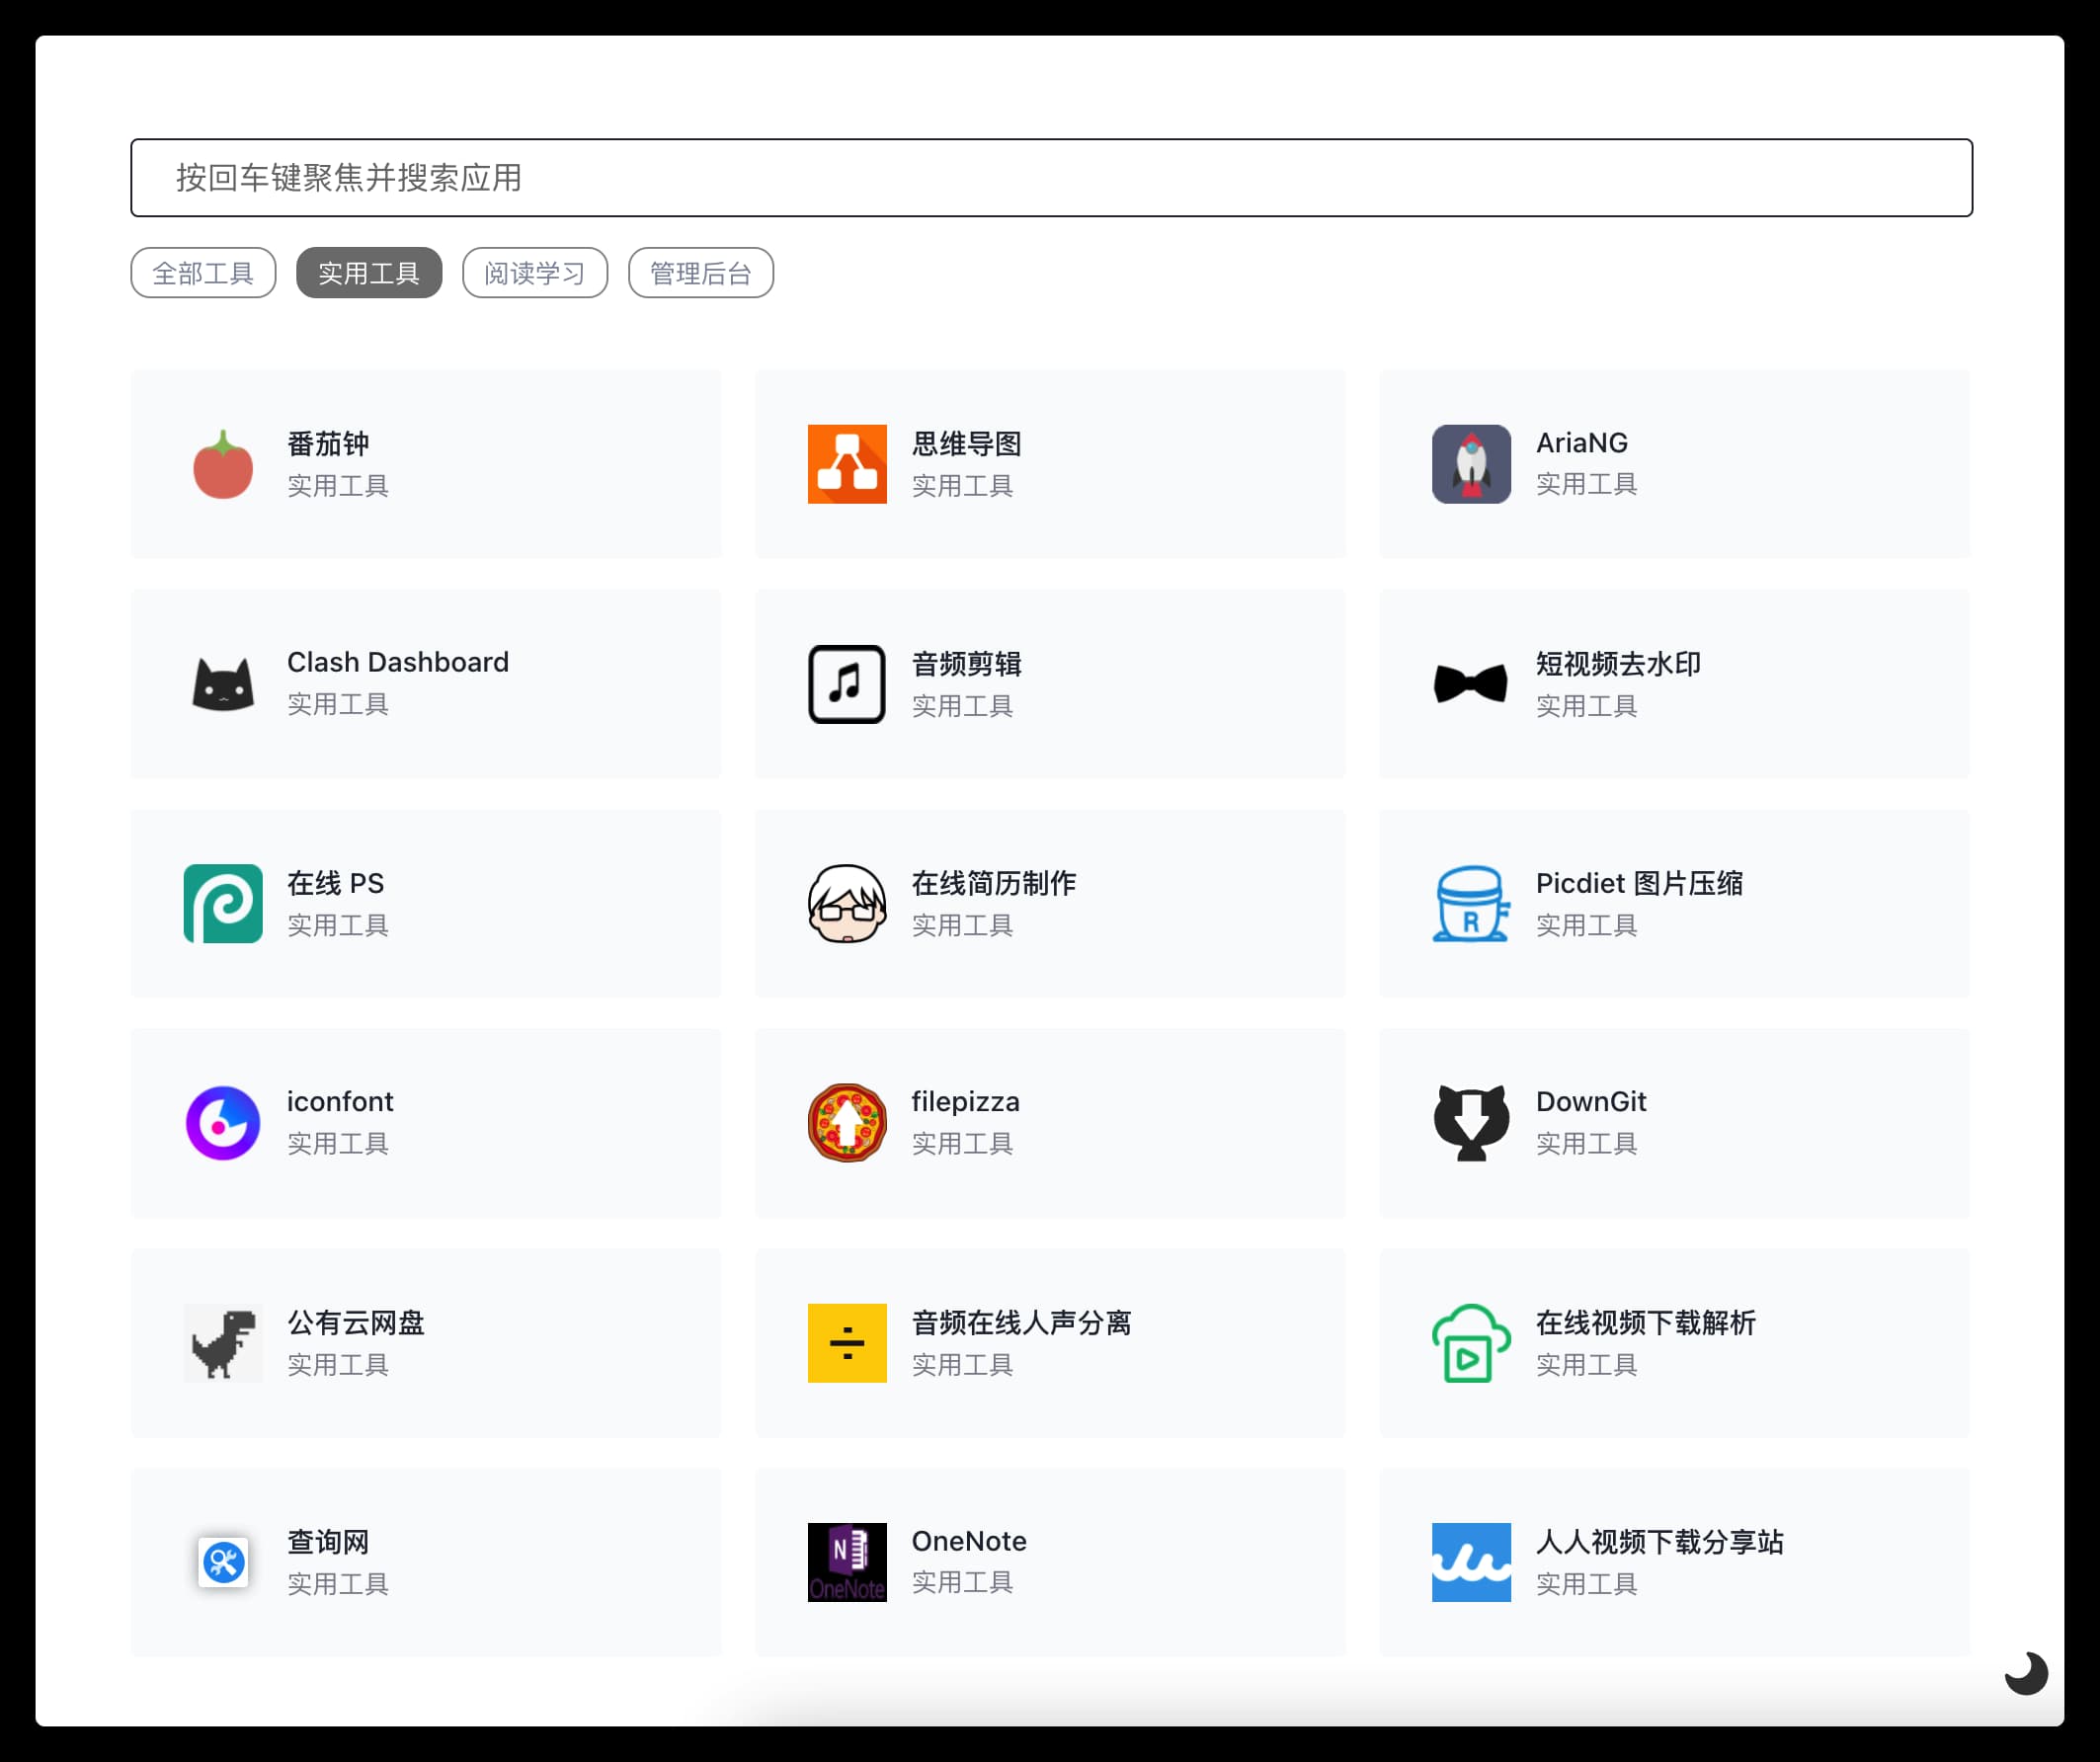 按回车键聚焦并搜索应用
全部工具 实用工具 阅读学习 管理后台
番茄钟
实用工具
思维导图
实用工具
AriaNG
实用工具
Clash Dashboard
实用工具
音频剪辑
实用工具
短视频去水印
实用工具
在线 PS
实用工具
在线简历制作
实用工具
R
Picdiet 图片压缩
实用工具
iconfont
实用工具
filepizza
实用工具
DownGit
实用工具
公有云网盘
实用工具
音频在线人声分离
实用工具
在线视频下载解析
实用工具
查询网
实用工具
N
OneNote
OneNote
实用工具
人人视频下载分享站
实用工具